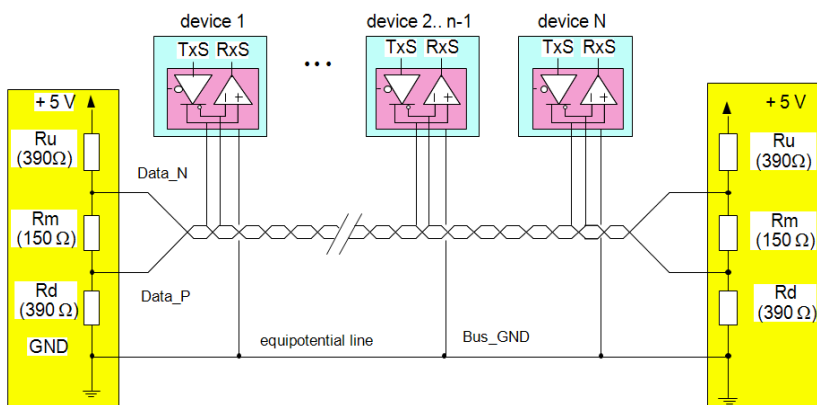 device 1
device 2.. n-1
device N
TxS RxS
...
TxS RxS
TxS RxS
+ 5 V
+ 5 V
Ru
(390Ω)
Data_N
Ru
(390Ω)
Rm
(150 Ω)
Rm
(150 Ω)
Rd
(390 Ω)
Data_P
Rd
(390 Ω)
GND
equipotential line
Bus_GND